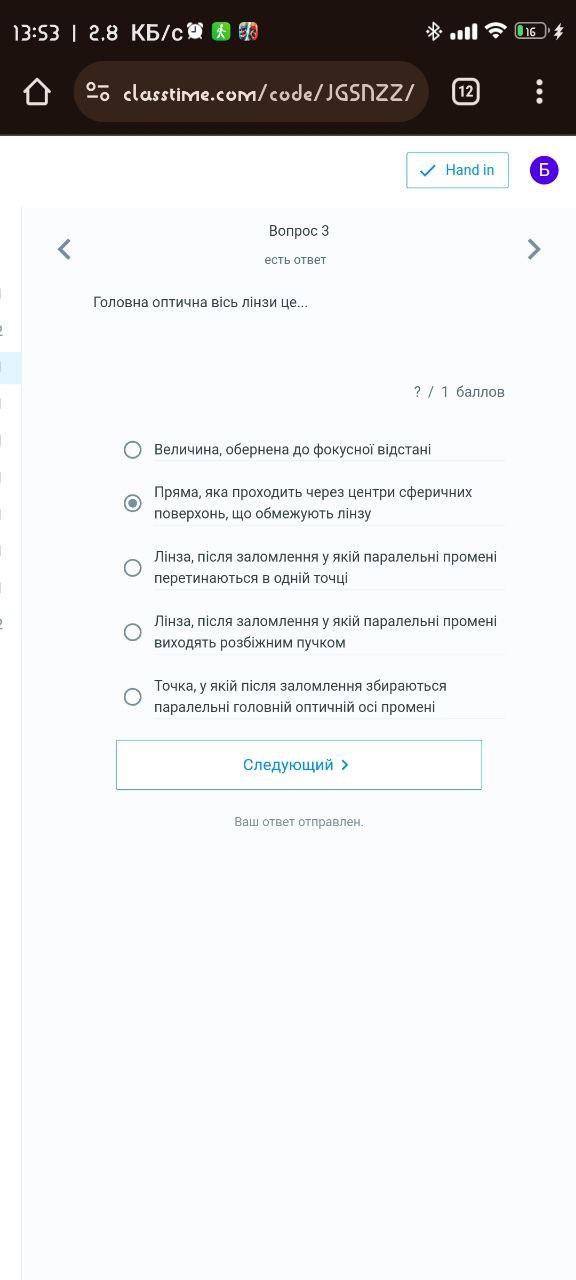 13:53 | 2.8 КБ/с
16
classtime.com/code/JGSNZZ/
12
Hand in
Б
Вопрос 3
есть ответ
Головна оптична вісь лінзи це...
? / 1 баллов
Величина, обернена до фокусної відстані
Пряма, яка проходить через центри сферичних
поверхонь, що обмежують лінзу
Лінза, після заломлення у якій паралельні промені
перетинаються в одній точці
Лінза, після заломлення у якій паралельні промені
виходять розбіжним пучком
Точка, у якій після заломлення збираються
паралельні головній оптичній осі промені
Следующий
Ваш ответ отправлен.